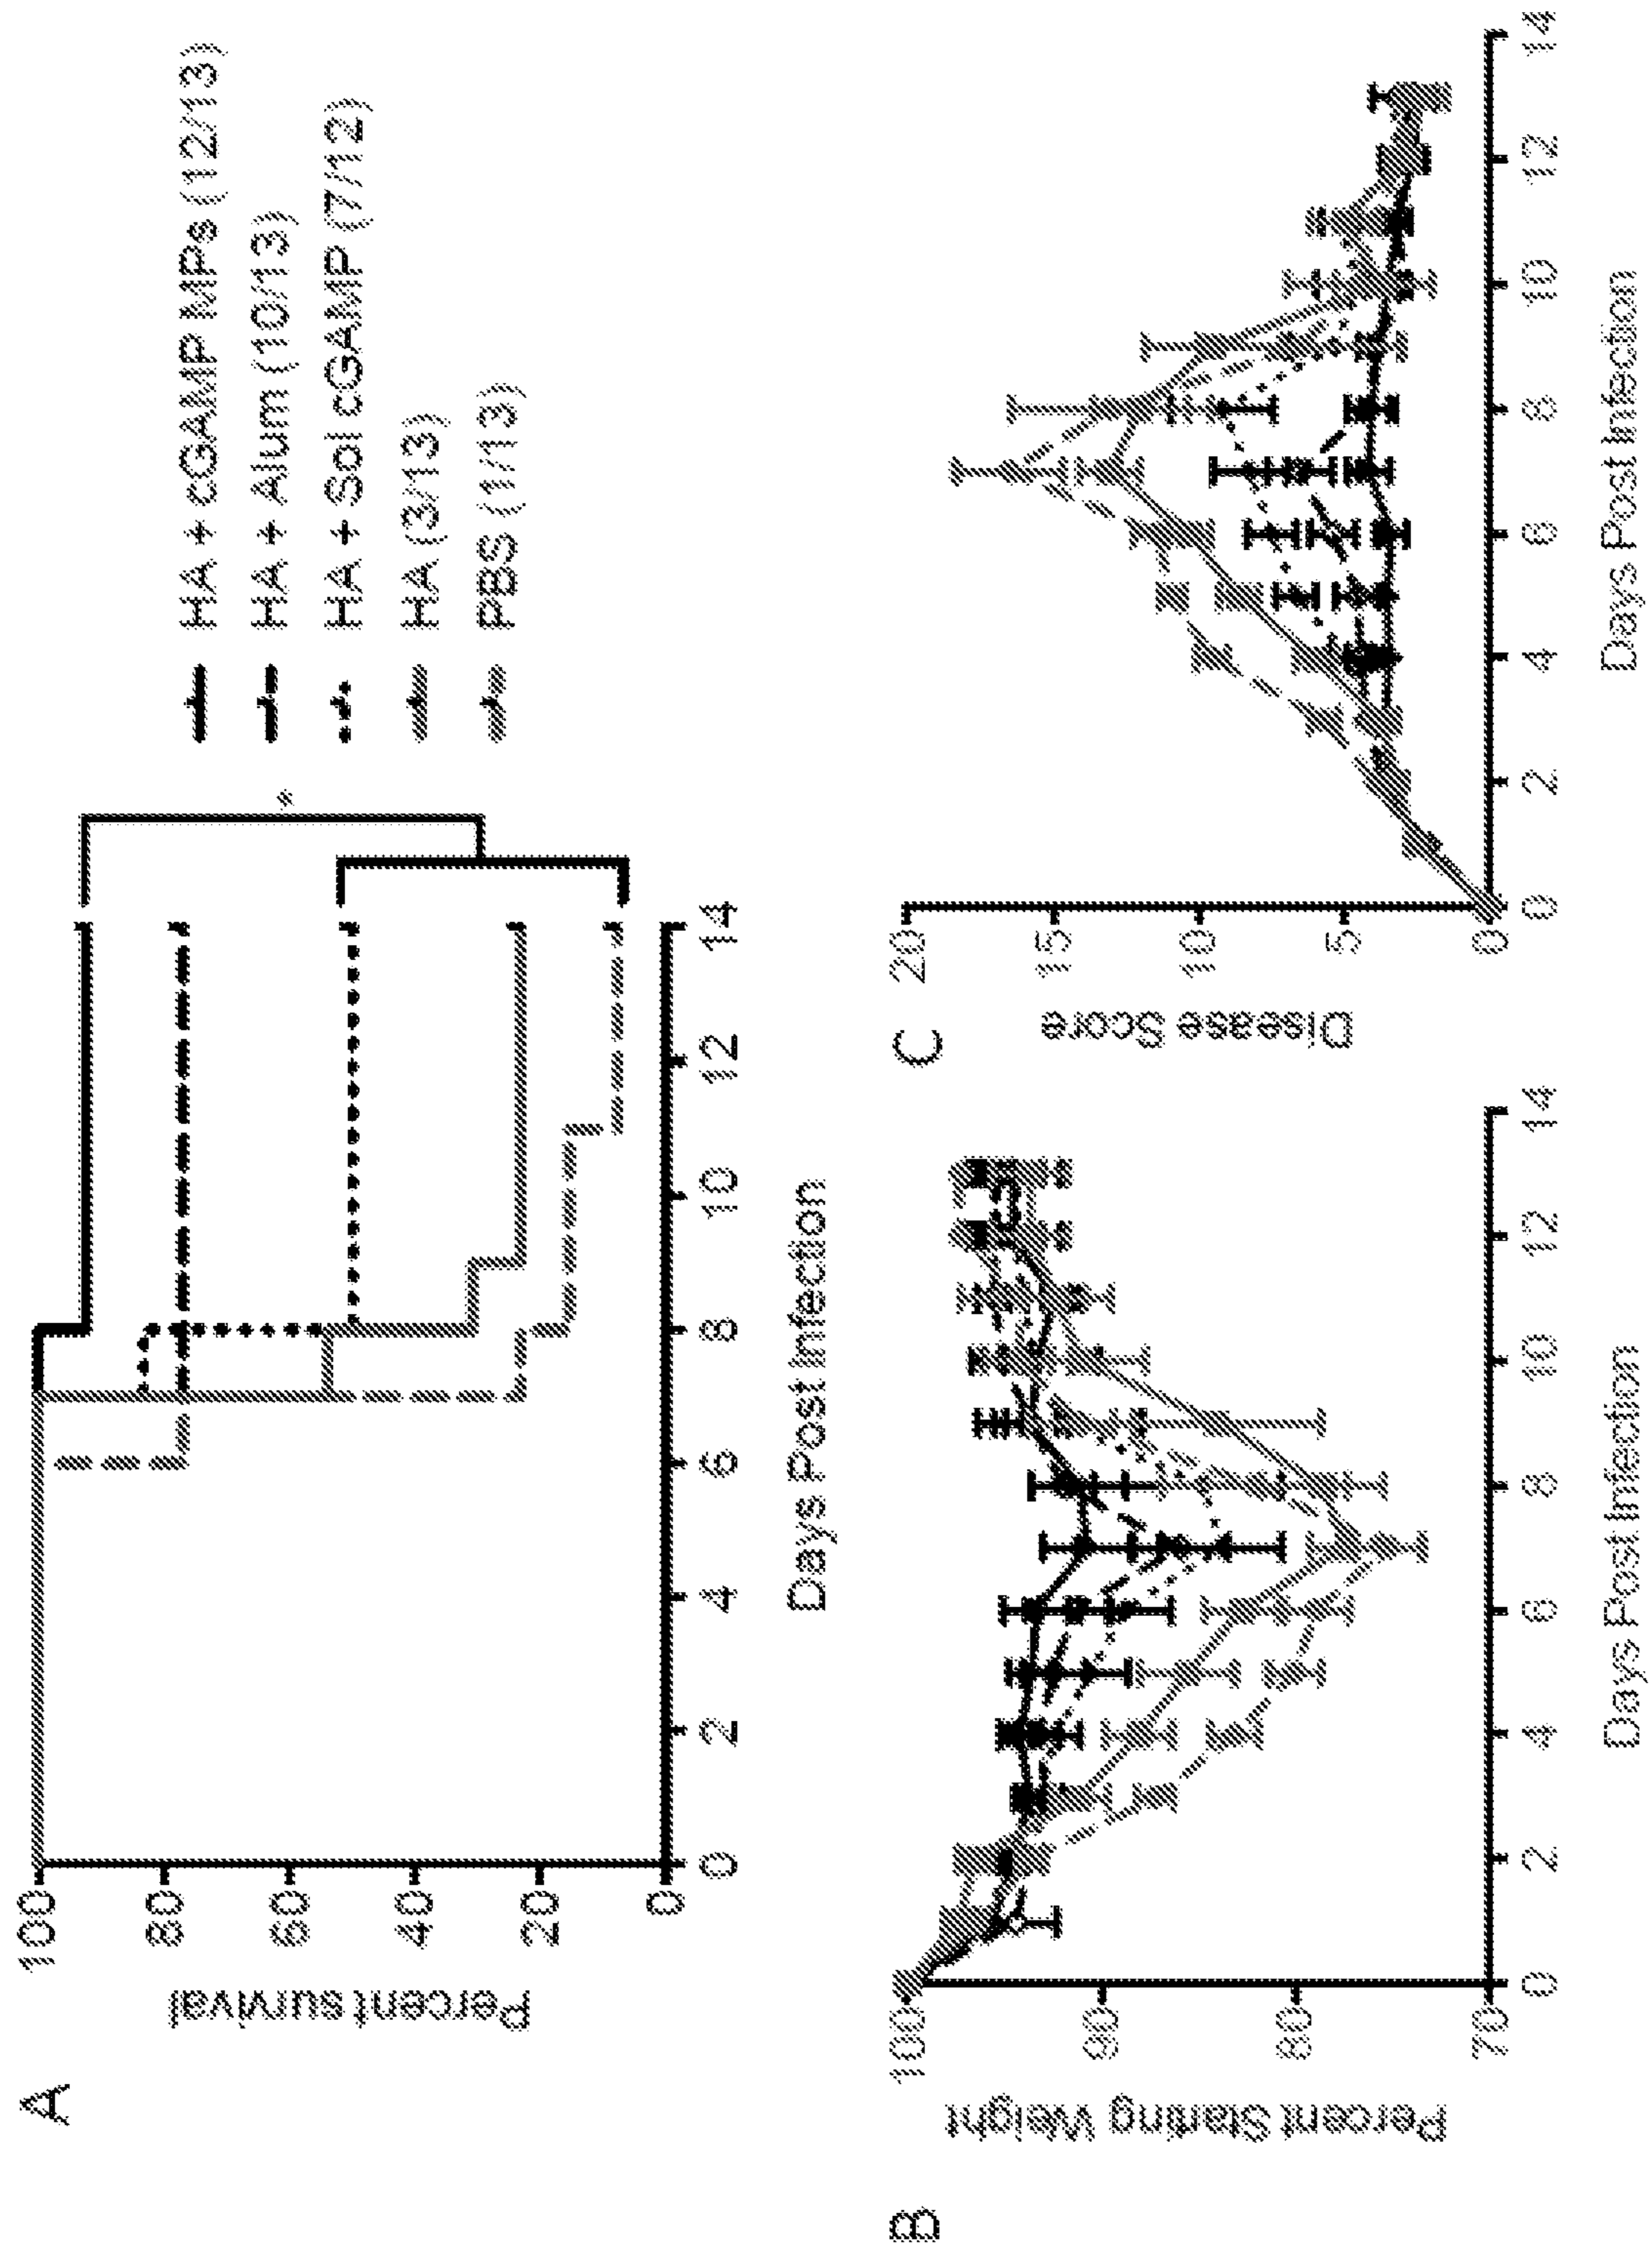 A
Percent survival
100
80
60
40
20
0
0 2 4 6 8 10 12 14
Days Post Infection
*
HA + cGAMP MPs (12/13)
HA + Alum (10/13)
HA + Sol cGAMP (7/12)
HA (3/13)
PBS (1/13)
B
Percent Starting Weight
100
90
80
70
0 2 4 6 8 10 12 14
Days Post Infection
C
Disease Score
20
15
10
5
0
0 2 4 6 8 10 12 14
Days Post Infection